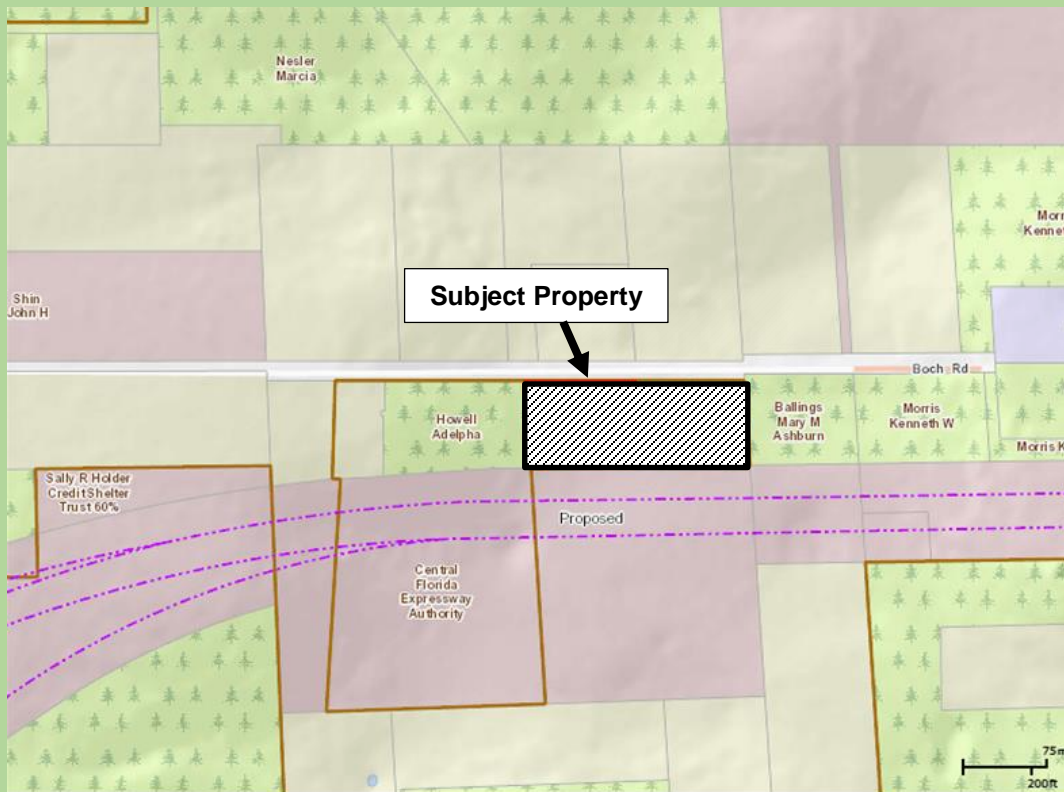 Nesler
Marcia
Morr
Kennet
Shin
John H
Subject Property
Boch Rd
Howell
Adelpha
Ballings
Mary M
Ashburn
Morris
Kenneth W
Morris K
Sally R Holder
Credit Shelter
Trust 60%
Proposed
Central
Florida
Expressway
Authority
75m
200ft